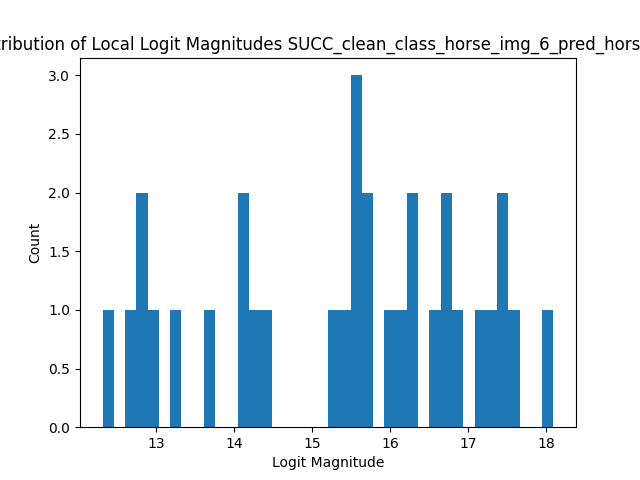 tribution of Local Logit Magnitudes SUCC_clean_class_horse_img_6_pred_hors
3.0
2.5
2.0
1.5
1.0
0.5
0.0
Count
13 14 15 16 17 18
Logit Magnitude